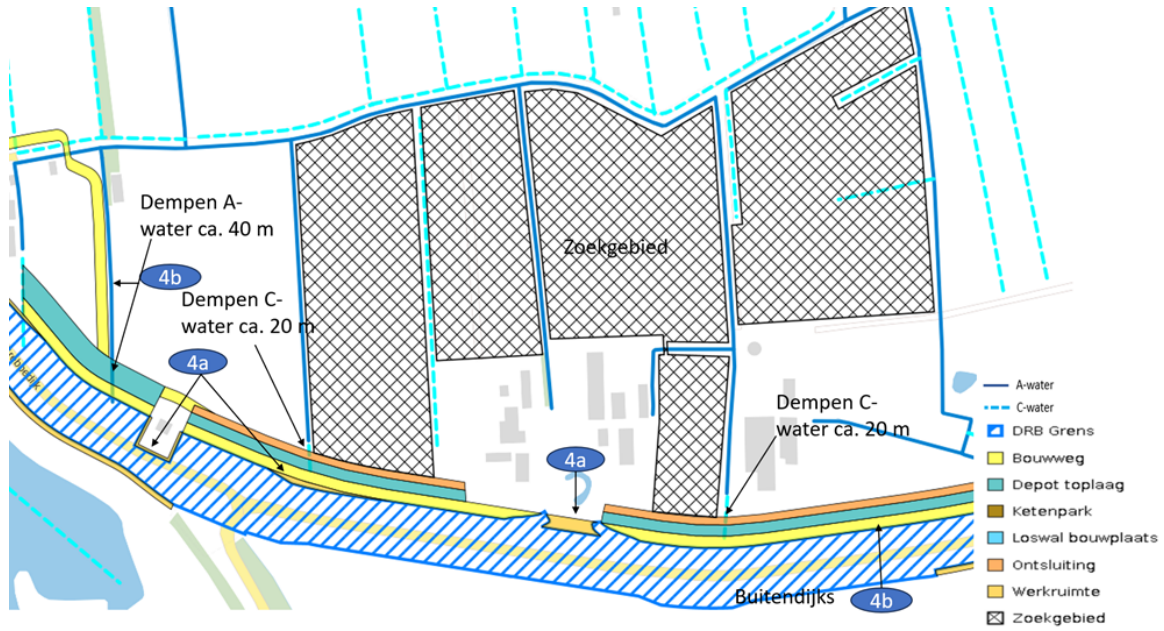 Dempen A-
water ca. 40 m
4b
Dempen C-
water ca. 20 m
4a
Zoekgebied
4a
Dempen C-
water ca. 20 m
Buitendijks
4b
A-water
C-water
DRB Grens
Bouwweg
Depot toplaag
Ketenpark
Loswal bouwplaats
Ontsluiting
Werkruimte
Zoekgebied